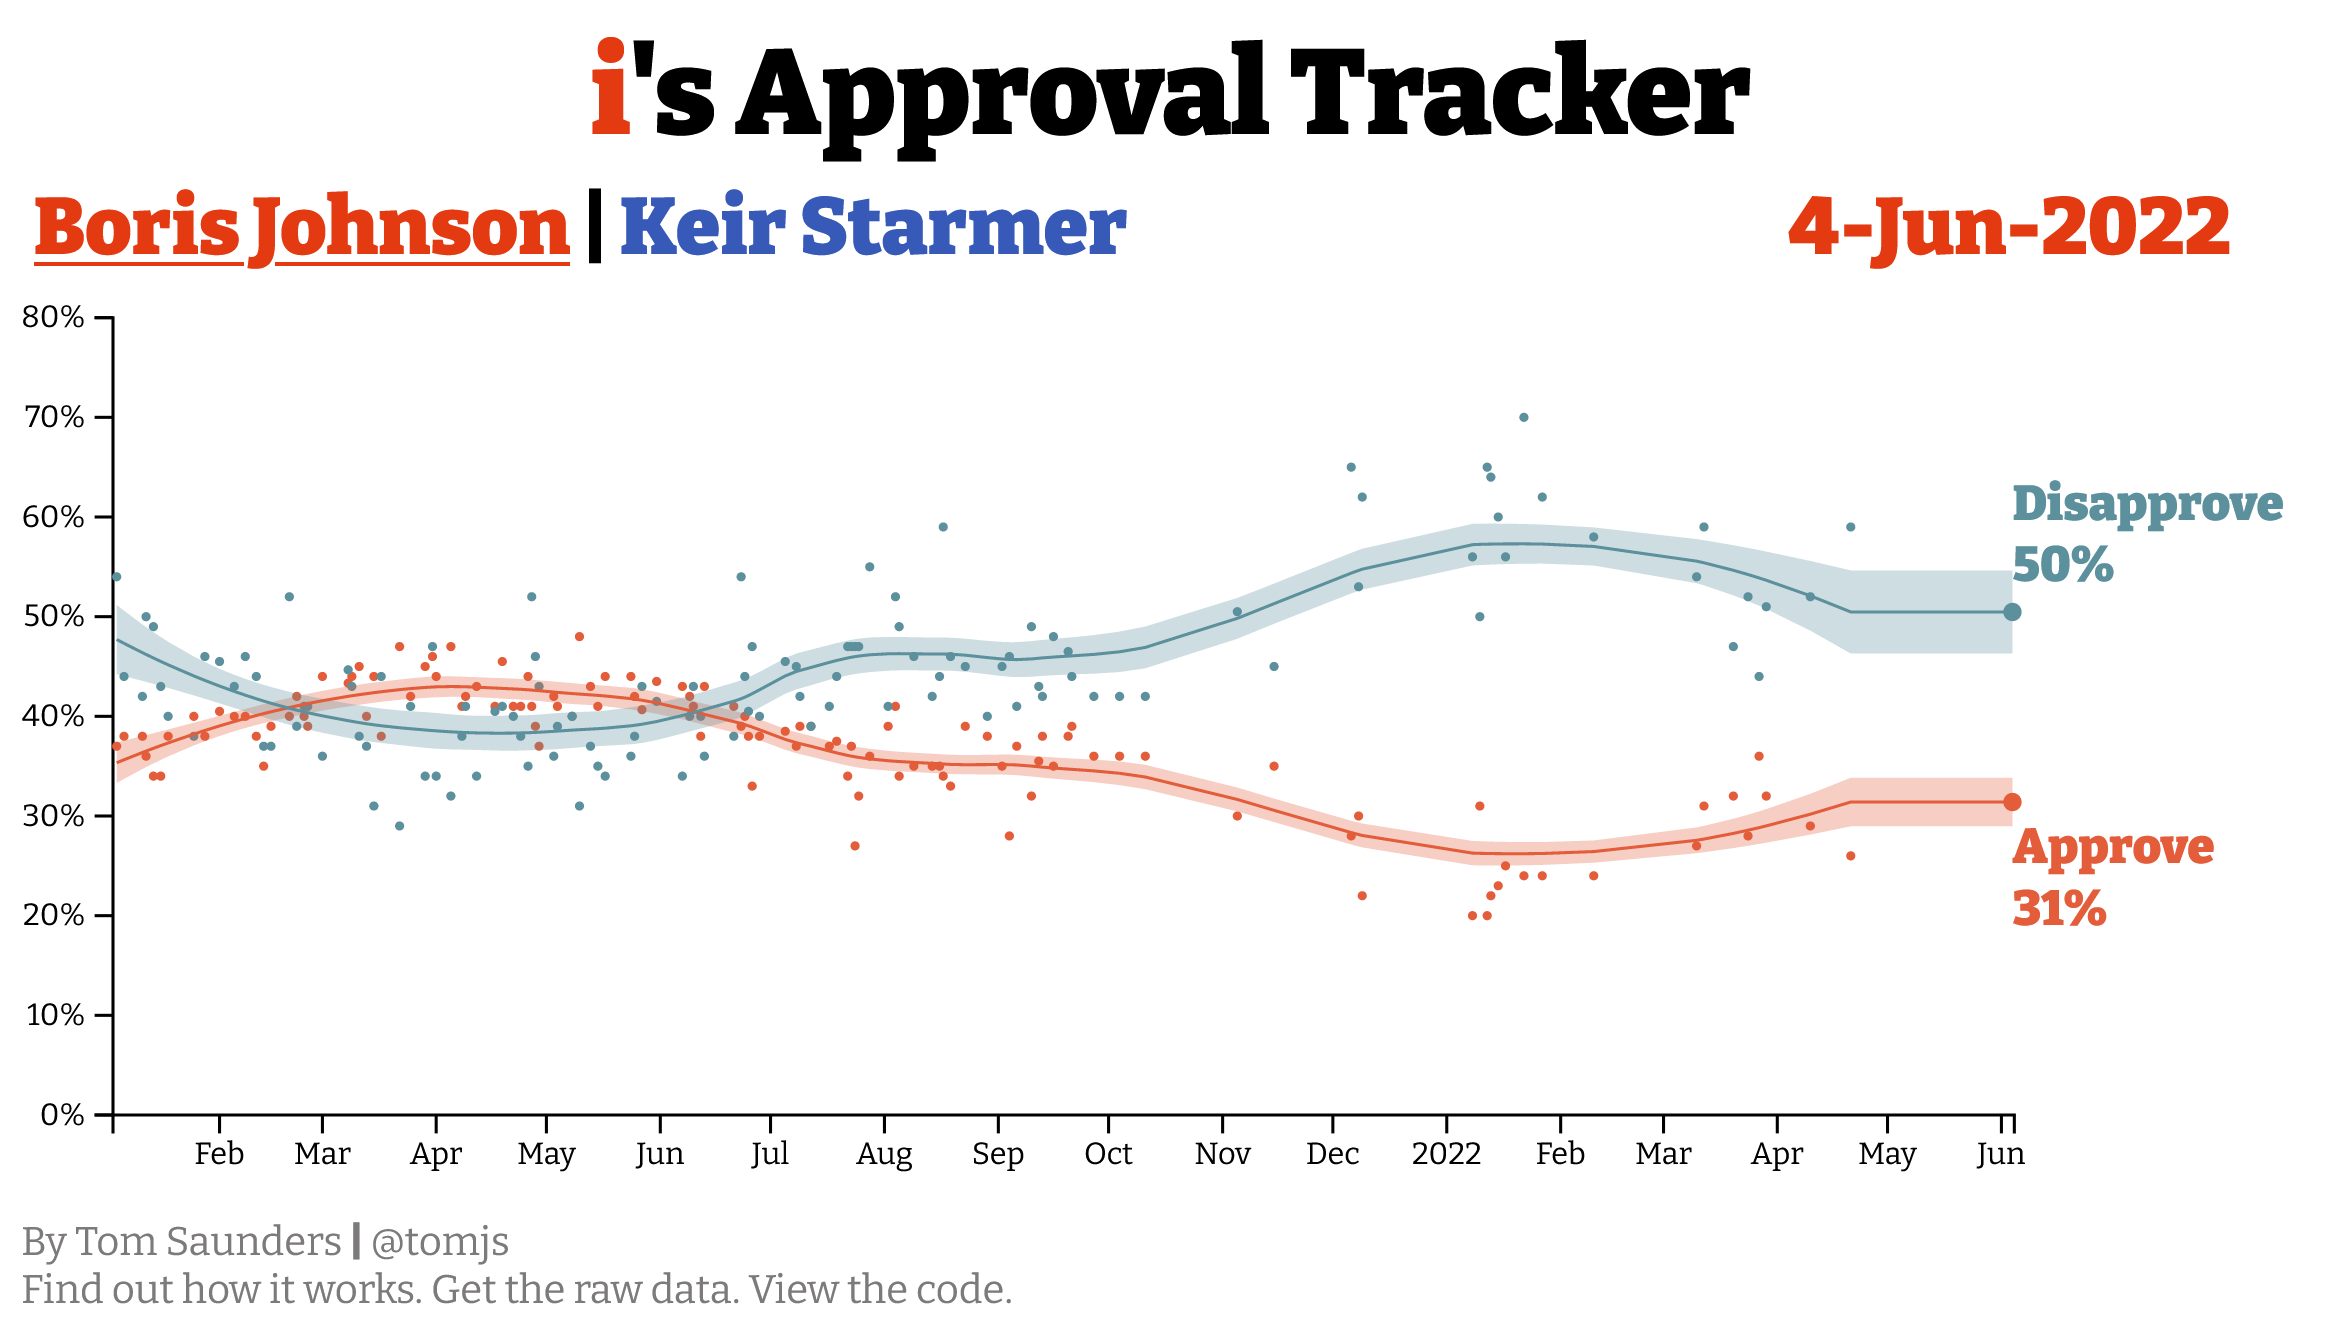 i's Approval Tracker
Boris Johnson | Keir Starmer
4-Jun-2022
80%
70%
60%
50%
40%
30%
20%
10%
0%
Disapprove
50%
Approve
31%
Feb Mar Apr May Jun Jul Aug Sep Oct Nov Dec 2022 Feb Mar Apr May Jun
By Tom Saunders | @tomjs
Find out how it works. Get the raw data. View the code.